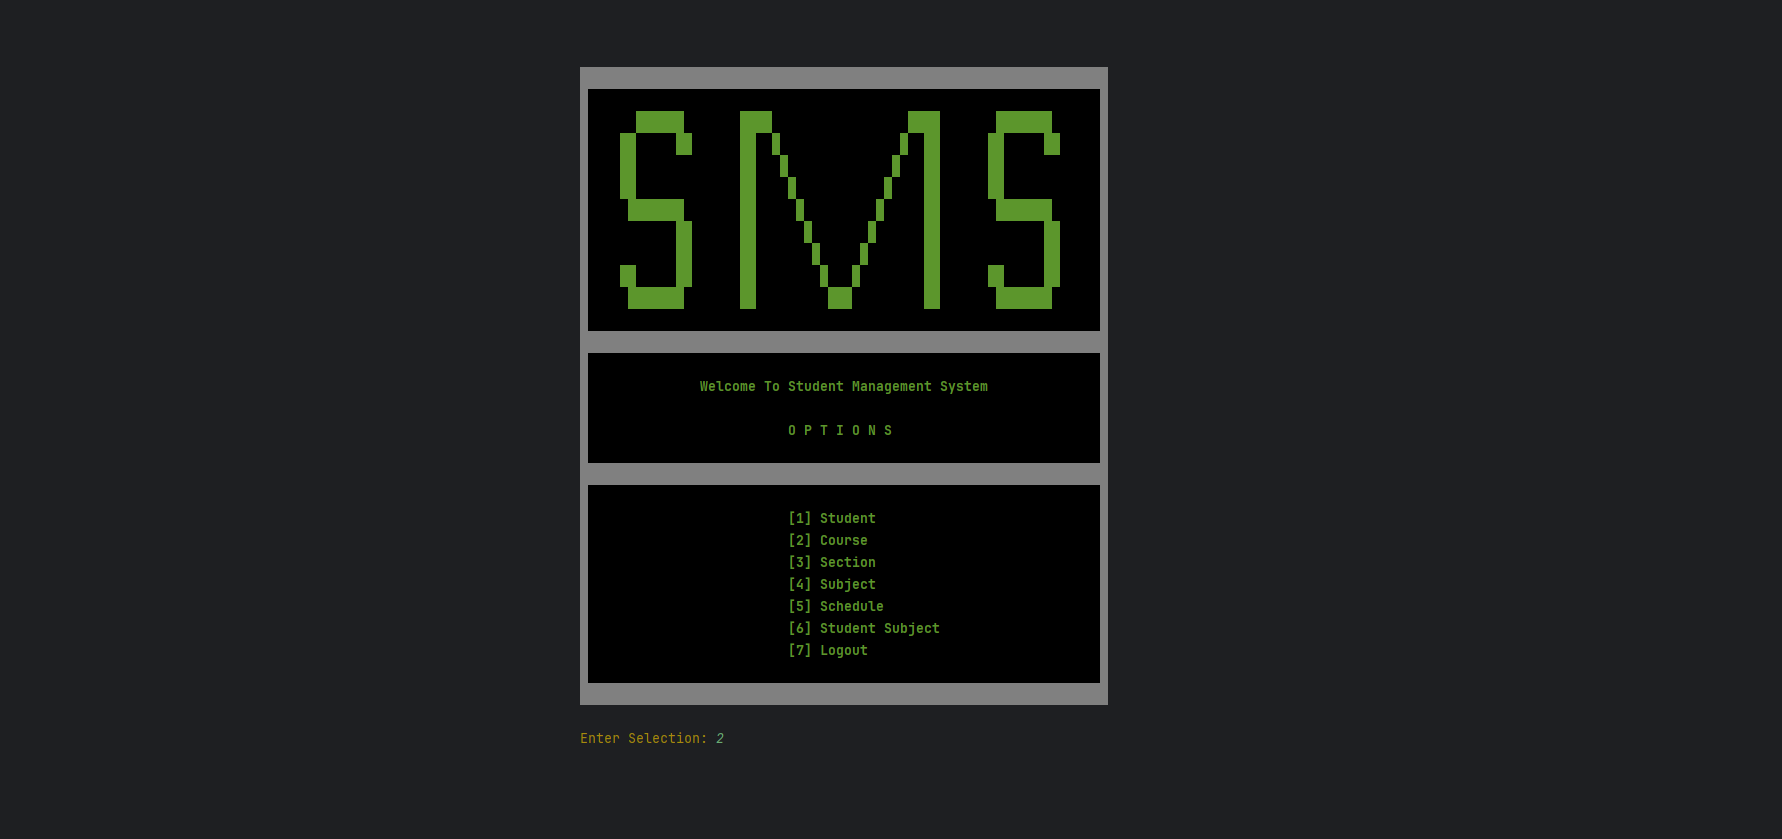 SMS
Welcome To Student Management System
O P T I O N S
[1] Student
[2] Course
[3] Section
[4] Subject
[5] Schedule
[6] Student Subject
[7] Logout
Enter Selection: 2